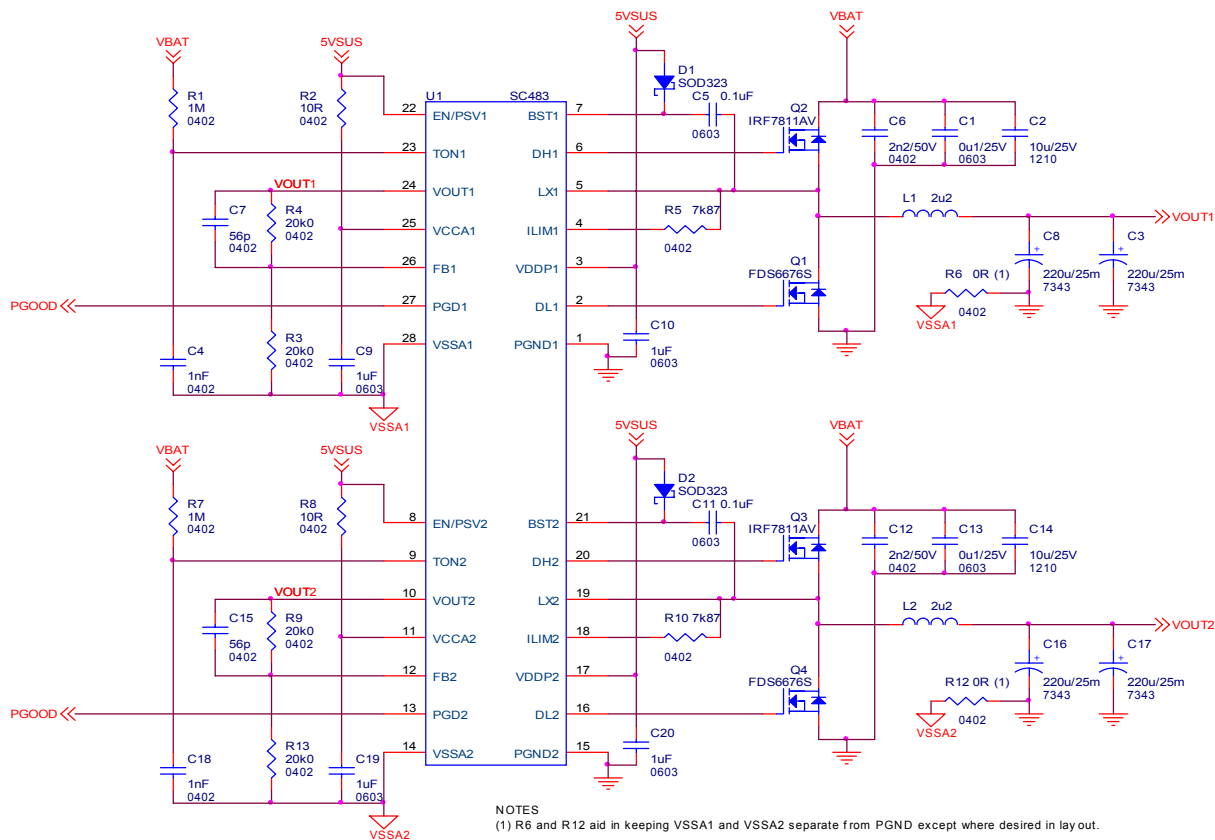 VBAT
5VSUS
5VSUS
VBAT
R1
1M
0402
R2
10R
0402
U1
SC483
D1
SOD323
C5 0.1uF
0603
Q2
IRF7811AV
C6
2n2/50V
0402
C1
0u1/25V
0603
C2
10u/25V
1210
22 EN/PSV1
BST1 7
23 TON1
DH1 6
VOUT1
24 VOUT1
LX1 5
C7
56p
0402
R4
20k0
0402
25 VCCA1
ILIM1 4
R5 7k87
0402
L1 2u2
VOUT1
26 FB1
VDDP1 3
C8
220u/25m
7343
C3
220u/25m
7343
Q1
FDS6676S
R6 0R (1)
0402
VSSA1
PGOOD
27 PGD1
DL1 2
R3
20k0
0402
28 VSSA1
PGND1 1
C10
1uF
0603
C4
1nF
0402
C9
1uF
0603
VSSA1
VBAT
5VSUS
5VSUS
VBAT
R7
1M
0402
R8
10R
0402
D2
SOD323
C11 0.1uF
0603
Q3
IRF7811AV
C12
2n2/50V
0402
C13
0u1/25V
0603
C14
10u/25V
1210
8 EN/PSV2
BST2 21
9 TON2
DH2 20
VOUT2
10 VOUT2
LX2 19
C15
56p
0402
R9
20k0
0402
11 VCCA2
ILIM2 18
R10 7k87
0402
L2 2u2
VOUT2
12 FB2
VDDP2 17
C16
220u/25m
7343
C17
220u/25m
7343
Q4
FDS6676S
R12 0R (1)
0402
VSSA2
PGOOD
13 PGD2
DL2 16
R13
20k0
0402
14 VSSA2
PGND2 15
C20
1uF
0603
C18
1nF
0402
C19
1uF
0603
VSSA2
NOTES
(1) R6 and R12 aid in keeping VSSA1 and VSSA2 separate from PGND except where desired in layout.